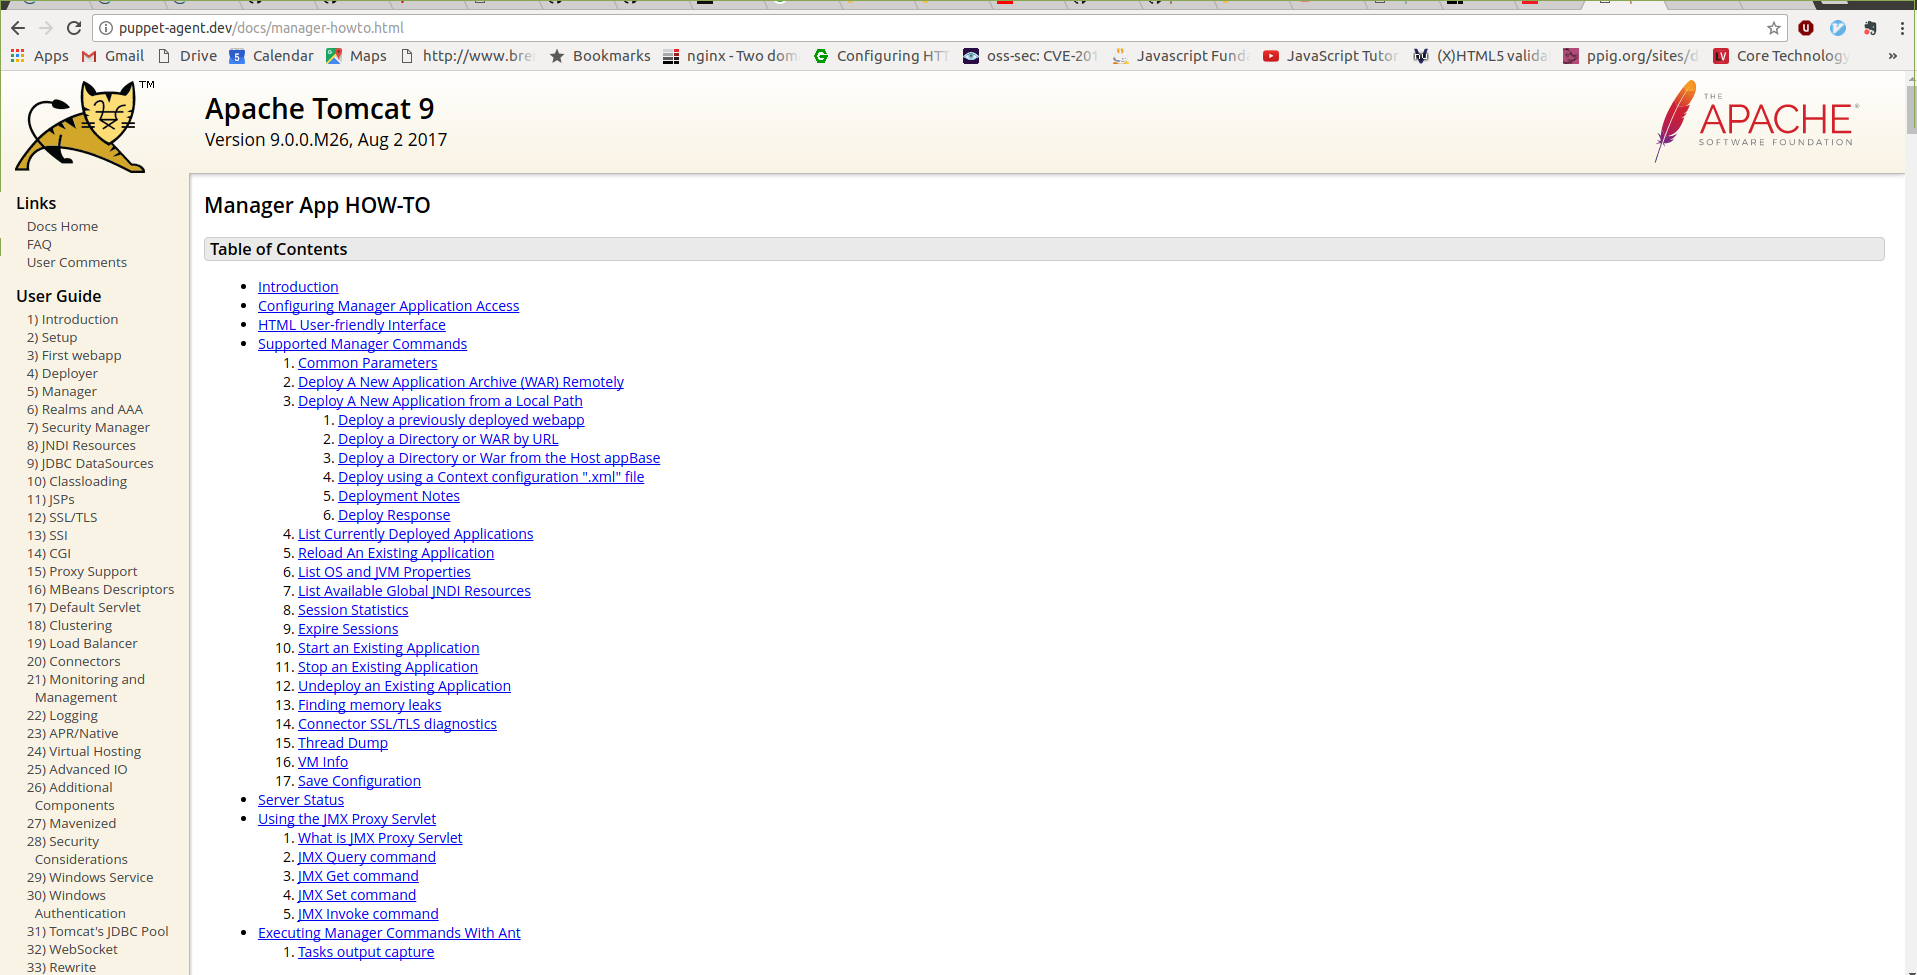 puppet-agent.dev/docs/manager-howto.html
Apps Gmail Drive Calendar Maps http://www.bre Bookmarks nginx - Two dom Configuring HTT oss-sec: CVE-201 Javascript Funda JavaScript Tutor (X)HTML5 valida ppig.org/sites/d Core Technology »
TM
Apache Tomcat 9
Version 9.0.0.M26, Aug 2 2017
THE
APACHE®
SOFTWARE FOUNDATION
Links
Docs Home
FAQ
User Comments
User Guide
1) Introduction
2) Setup
3) First webapp
4) Deployer
5) Manager
6) Realms and AAA
7) Security Manager
8) JNDI Resources
9) JDBC DataSources
10) Classloading
11) JSPs
12) SSL/TLS
13) SSI
14) CGI
15) Proxy Support
16) MBeans Descriptors
17) Default Servlet
18) Clustering
19) Load Balancer
20) Connectors
21) Monitoring and
Management
22) Logging
23) APR/Native
24) Virtual Hosting
25) Advanced IO
26) Additional
Components
27) Mavenized
28) Security
Considerations
29) Windows Service
30) Windows
Authentication
31) Tomcat's JDBC Pool
32) WebSocket
33) Rewrite
Manager App HOW-TO
Table of Contents
• Introduction
• Configuring Manager Application Access
• HTML User-friendly Interface
• Supported Manager Commands
1. Common Parameters
2. Deploy A New Application Archive (WAR) Remotely
3. Deploy A New Application from a Local Path
1. Deploy a previously deployed webapp
2. Deploy a Directory or WAR by URL
3. Deploy a Directory or War from the Host appBase
4. Deploy using a Context configuration ".xml" file
5. Deployment Notes
6. Deploy Response
4. List Currently Deployed Applications
5. Reload An Existing Application
6. List OS and JVM Properties
7. List Available Global JNDI Resources
8. Session Statistics
9. Expire Sessions
10. Start an Existing Application
11. Stop an Existing Application
12. Undeploy an Existing Application
13. Finding memory leaks
14. Connector SSL/TLS diagnostics
15. Thread Dump
16. VM Info
17. Save Configuration
• Server Status
• Using the JMX Proxy Servlet
1. What is JMX Proxy Servlet
2. JMX Query command
3. JMX Get command
4. JMX Set command
5. JMX Invoke command
• Executing Manager Commands With Ant
1. Tasks output capture